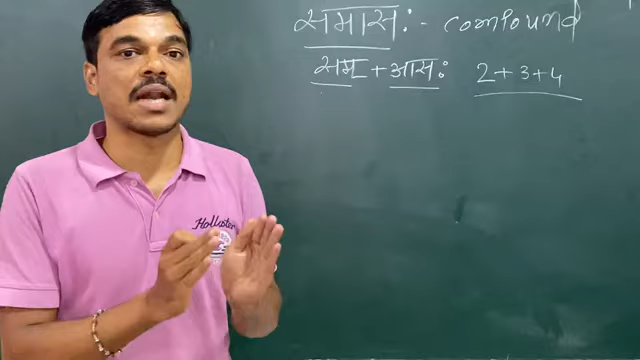 समासः - compound
सम + आसः 2+3+4
Hollister